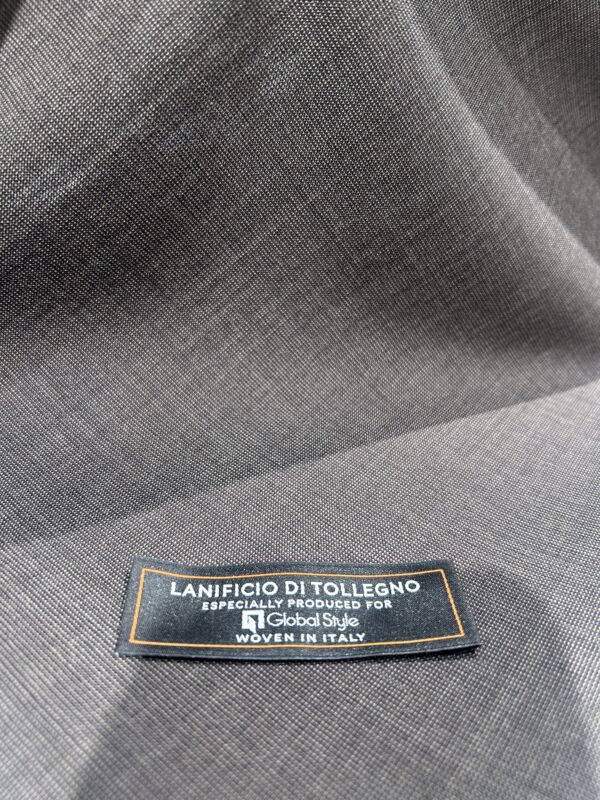 LANIFICIO DI TOLLEGNO
ESPECIALLY PRODUCED FOR
Global Style
WOVEN IN ITALY